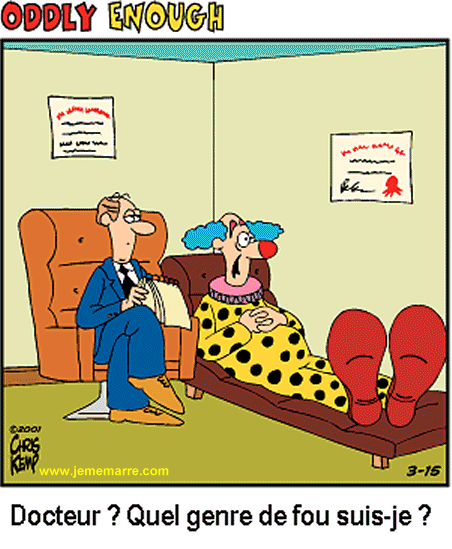 ODDLY ENOUGH
©2001
CHRIS
KEMP
www.jememarre.com
3-15
Docteur ? Quel genre de fou suis-je ?